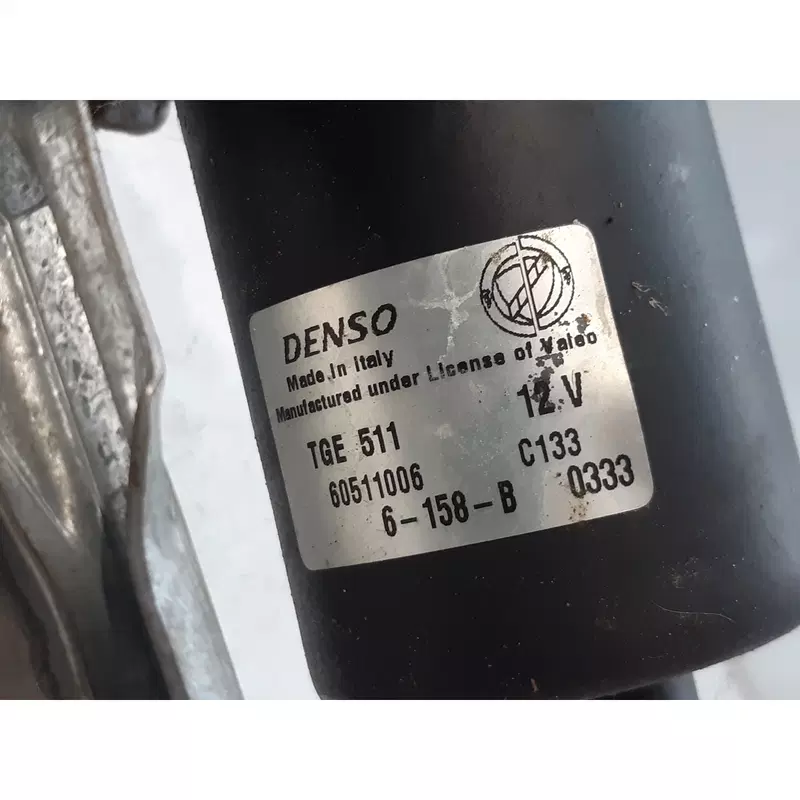 DENSO
Made in Italy
Manufactured under License of Valeo
TGE 511 12 V
60511006 C133
6-158-B 0333